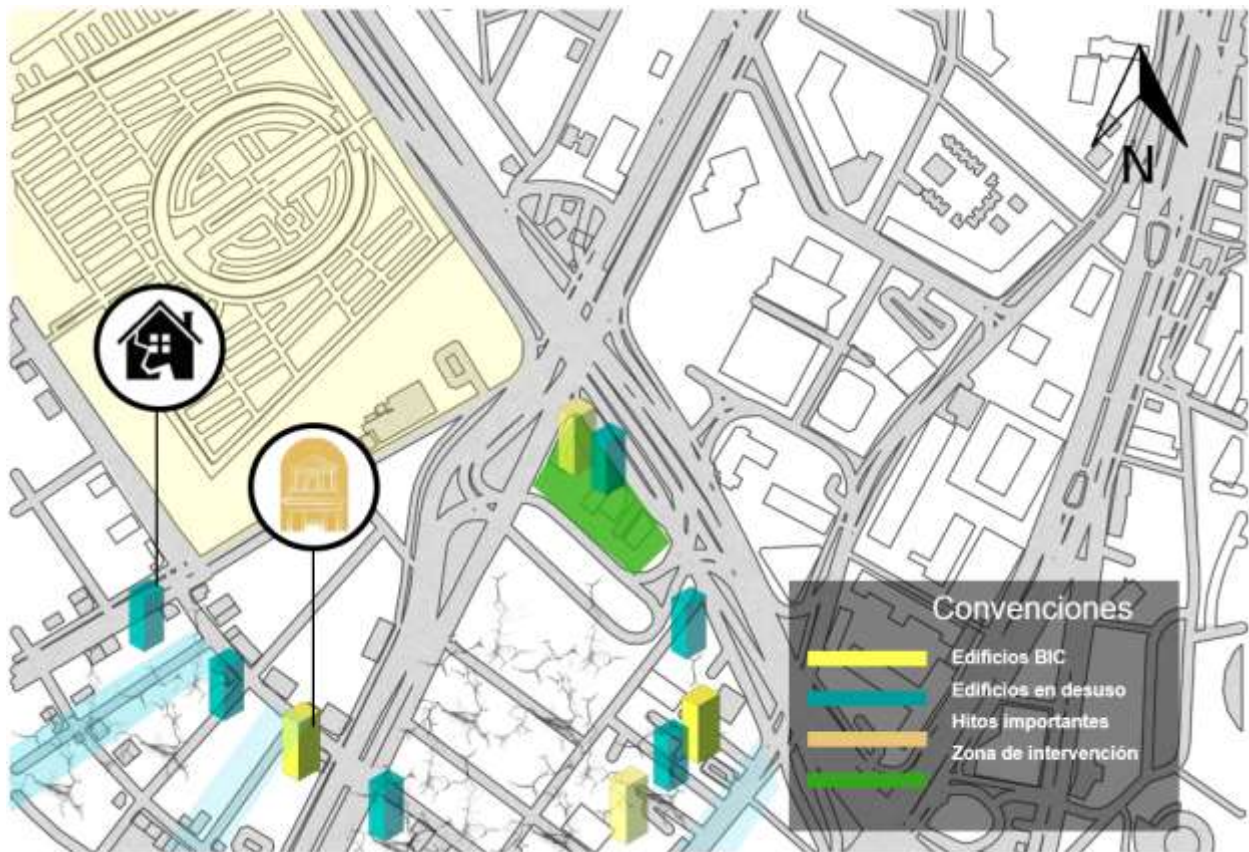 N
Convenciones
Edificios BIC
Edificios en desuso
Hitos importantes
Zona de intervención